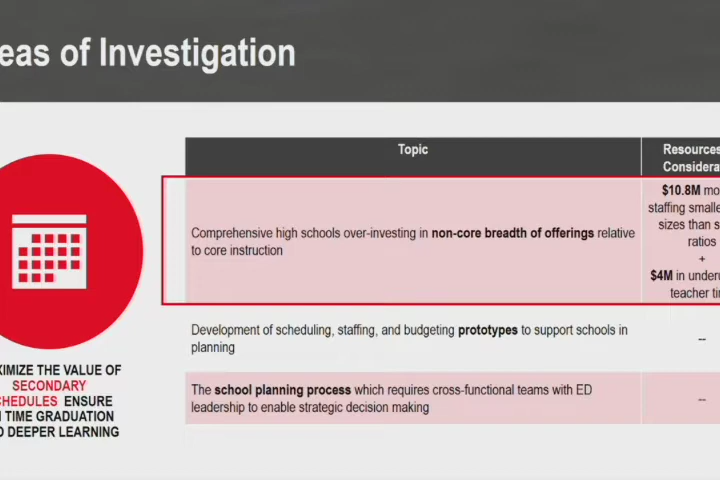 eas of Investigation
Topic
Resources
Considera
Comprehensive high schools over-investing in non-core breadth of offerings relative
to core instruction
$10.8M mo
staffing smalle
sizes than s
ratios
+
$4M in under
teacher ti
Development of scheduling, staffing, and budgeting prototypes to support schools in
planning
--
The school planning process which requires cross-functional teams with ED
leadership to enable strategic decision making
--
XIMIZE THE VALUE OF
SECONDARY
HEDULES ENSURE
TIME GRADUATION
DEEPER LEARNING